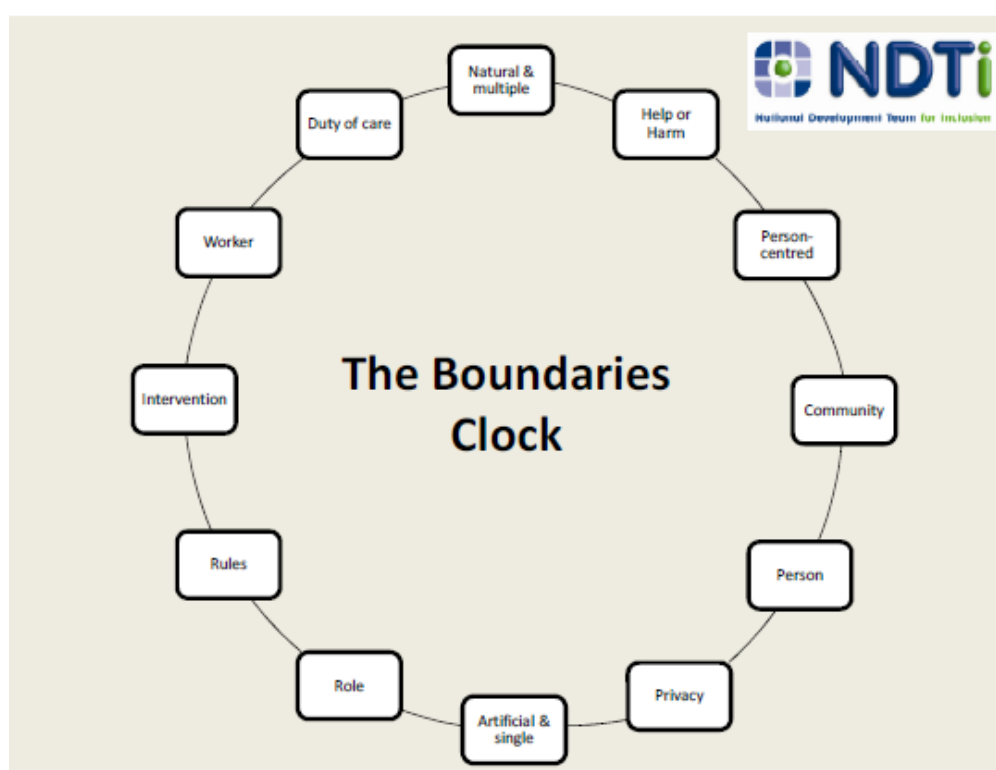 Natural &
multiple
NDTi
National Development Team for Inclusion
Help or
Harm
Duty of care
Person-
centred
Worker
The Boundaries
Clock
Intervention
Community
Rules
Person
Role
Privacy
Artificial &
single